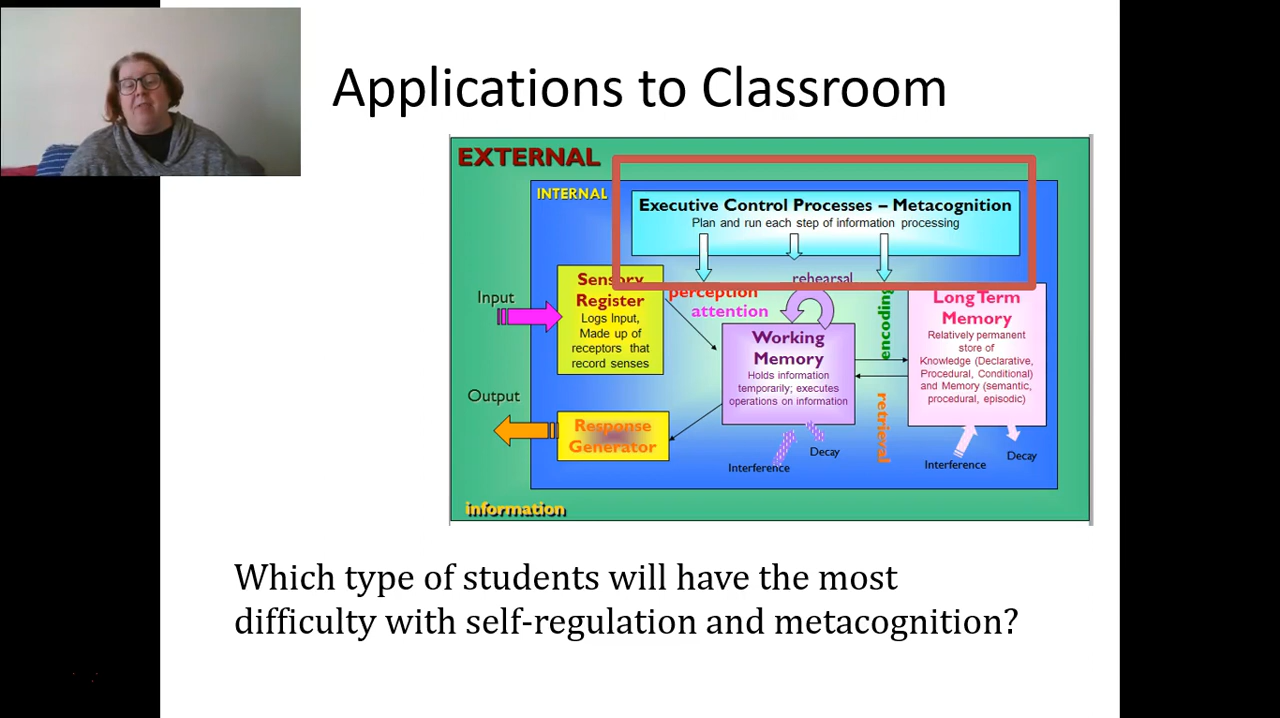 Applications to Classroom
EXTERNAL
INTERNAL
Executive Control Processes – Metacognition
Plan and run each step of information processing
rehearsal
perception
attention
Input
Sensory
Register
Logs Input,
Made up of
receptors that
record senses
Working
Memory
Holds information
temporarily; executes
operations on information
encoding
retrieval
Long Term
Memory
Relatively permanent
store of
Knowledge (Declarative,
Procedural, Conditional)
and Memory (semantic,
procedural, episodic)
Output
Response
Generator
Interference
Decay
Interference
Decay
information
Which type of students will have the most
difficulty with self-regulation and metacognition?